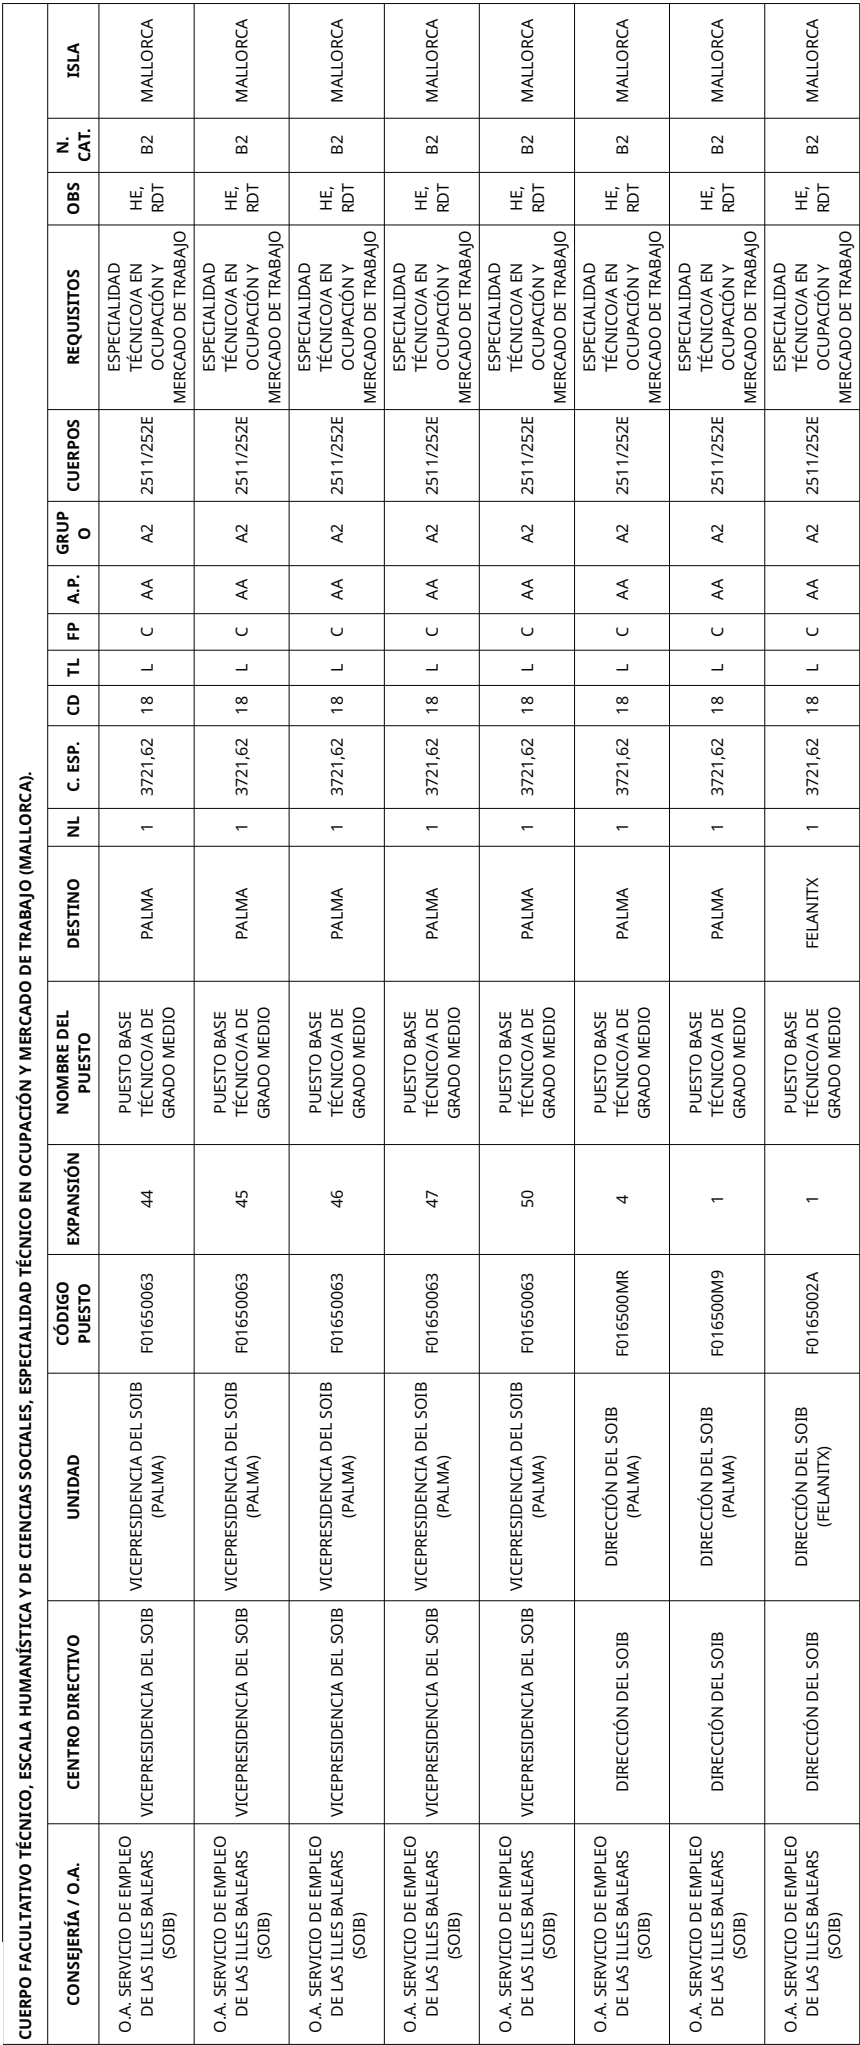 CUERPO FACULTATIVO TÉCNICO, ESCALA HUMANÍSTICA Y DE CIENCIAS SOCIALES, ESPECIALIDAD TÉCNICO EN OCUPACIÓN Y MERCADO DE TRABAJO (MALLORCA).
CONSEJERÍA / O.A. CENTRO DIRECTIVO UNIDAD CÓDIGO PUESTO EXPANSIÓN NOMBRE DEL PUESTO DESTINO NL C. ESP. CD TL FP A.P. GRUP O CUERPOS REQUISITOS OBS N. CAT. ISLA
O.A. SERVICIO DE EMPLEO DE LAS ILLES BALEARS (SOIB) VICEPRESIDENCIA DEL SOIB VICEPRESIDENCIA DEL SOIB (PALMA) F01650063 44 PUESTO BASE TÉCNICO/A DE GRADO MEDIO PALMA 1 3721,62 18 L C AA A2 2511/252E ESPECIALIDAD TÉCNICO/A EN OCUPACIÓN Y MERCADO DE TRABAJO HE, RDT B2 MALLORCA
O.A. SERVICIO DE EMPLEO DE LAS ILLES BALEARS (SOIB) VICEPRESIDENCIA DEL SOIB VICEPRESIDENCIA DEL SOIB (PALMA) F01650063 45 PUESTO BASE TÉCNICO/A DE GRADO MEDIO PALMA 1 3721,62 18 L C AA A2 2511/252E ESPECIALIDAD TÉCNICO/A EN OCUPACIÓN Y MERCADO DE TRABAJO HE, RDT B2 MALLORCA
O.A. SERVICIO DE EMPLEO DE LAS ILLES BALEARS (SOIB) VICEPRESIDENCIA DEL SOIB VICEPRESIDENCIA DEL SOIB (PALMA) F01650063 46 PUESTO BASE TÉCNICO/A DE GRADO MEDIO PALMA 1 3721,62 18 L C AA A2 2511/252E ESPECIALIDAD TÉCNICO/A EN OCUPACIÓN Y MERCADO DE TRABAJO HE, RDT B2 MALLORCA
O.A. SERVICIO DE EMPLEO DE LAS ILLES BALEARS (SOIB) VICEPRESIDENCIA DEL SOIB VICEPRESIDENCIA DEL SOIB (PALMA) F01650063 47 PUESTO BASE TÉCNICO/A DE GRADO MEDIO PALMA 1 3721,62 18 L C AA A2 2511/252E ESPECIALIDAD TÉCNICO/A EN OCUPACIÓN Y MERCADO DE TRABAJO HE, RDT B2 MALLORCA
O.A. SERVICIO DE EMPLEO DE LAS ILLES BALEARS (SOIB) VICEPRESIDENCIA DEL SOIB VICEPRESIDENCIA DEL SOIB (PALMA) F01650063 50 PUESTO BASE TÉCNICO/A DE GRADO MEDIO PALMA 1 3721,62 18 L C AA A2 2511/252E ESPECIALIDAD TÉCNICO/A EN OCUPACIÓN Y MERCADO DE TRABAJO HE, RDT B2 MALLORCA
O.A. SERVICIO DE EMPLEO DE LAS ILLES BALEARS (SOIB) DIRECCIÓN DEL SOIB DIRECCIÓN DEL SOIB (PALMA) F016500MR 4 PUESTO BASE TÉCNICO/A DE GRADO MEDIO PALMA 1 3721,62 18 L C AA A2 2511/252E ESPECIALIDAD TÉCNICO/A EN OCUPACIÓN Y MERCADO DE TRABAJO HE, RDT B2 MALLORCA
O.A. SERVICIO DE EMPLEO DE LAS ILLES BALEARS (SOIB) DIRECCIÓN DEL SOIB DIRECCIÓN DEL SOIB (PALMA) F016500M9 1 PUESTO BASE TÉCNICO/A DE GRADO MEDIO PALMA 1 3721,62 18 L C AA A2 2511/252E ESPECIALIDAD TÉCNICO/A EN OCUPACIÓN Y MERCADO DE TRABAJO HE, RDT B2 MALLORCA
O.A. SERVICIO DE EMPLEO DE LAS ILLES BALEARS (SOIB) DIRECCIÓN DEL SOIB DIRECCIÓN DEL SOIB (FELANITX) F0165002A 1 PUESTO BASE TÉCNICO/A DE GRADO MEDIO FELANITX 1 3721,62 18 L C AA A2 2511/252E ESPECIALIDAD TÉCNICO/A EN OCUPACIÓN Y MERCADO DE TRABAJO HE, RDT B2 MALLORCA